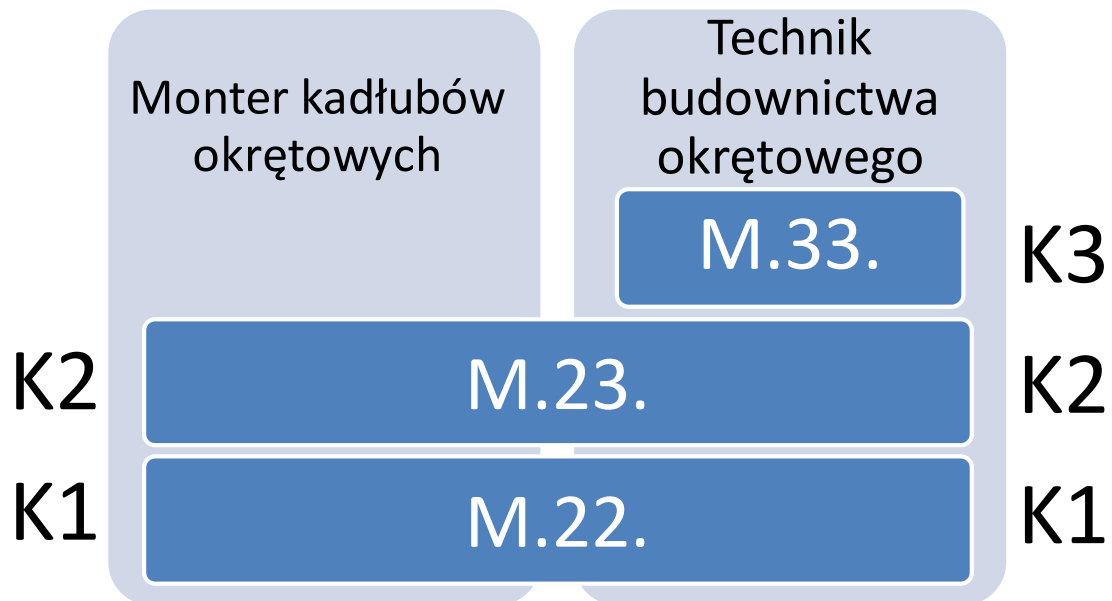 Monter kadłubów
okrętowych
Technik
budownictwa
okrętowego
M.33.
K3
K2
M.23.
K2
K1
M.22.
K1